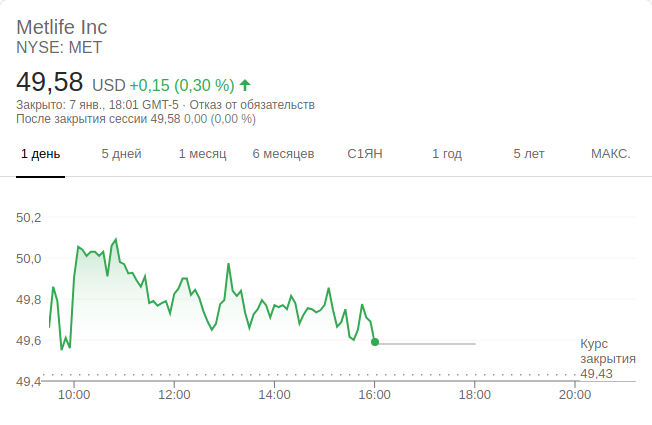 Metlife Inc
NYSE: MET
49,58 USD +0,15 (0,30 %)
Закрыто: 7 янв., 18:01 GMT-5 · Отказ от обязательств
После закрытия сессии 49,58 0,00 (0,00 %)
1 день 5 дней 1 месяц 6 месяцев С1ЯН 1 год 5 лет МАКС.
50,2
50,0
49,8
49,6
49,4
Курс
закрытия
49,43
10:00 12:00 14:00 16:00 18:00 20:00